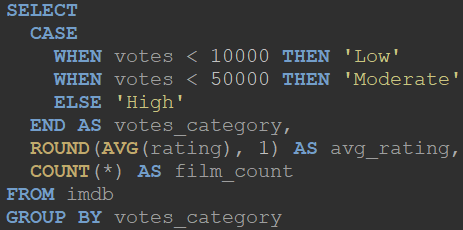 SELECT
  CASE
    WHEN votes < 10000 THEN 'Low'
    WHEN votes < 50000 THEN 'Moderate'
    ELSE 'High'
  END AS votes_category,
  ROUND(AVG(rating), 1) AS avg_rating,
  COUNT(*) AS film_count
FROM imdb
GROUP BY votes_category